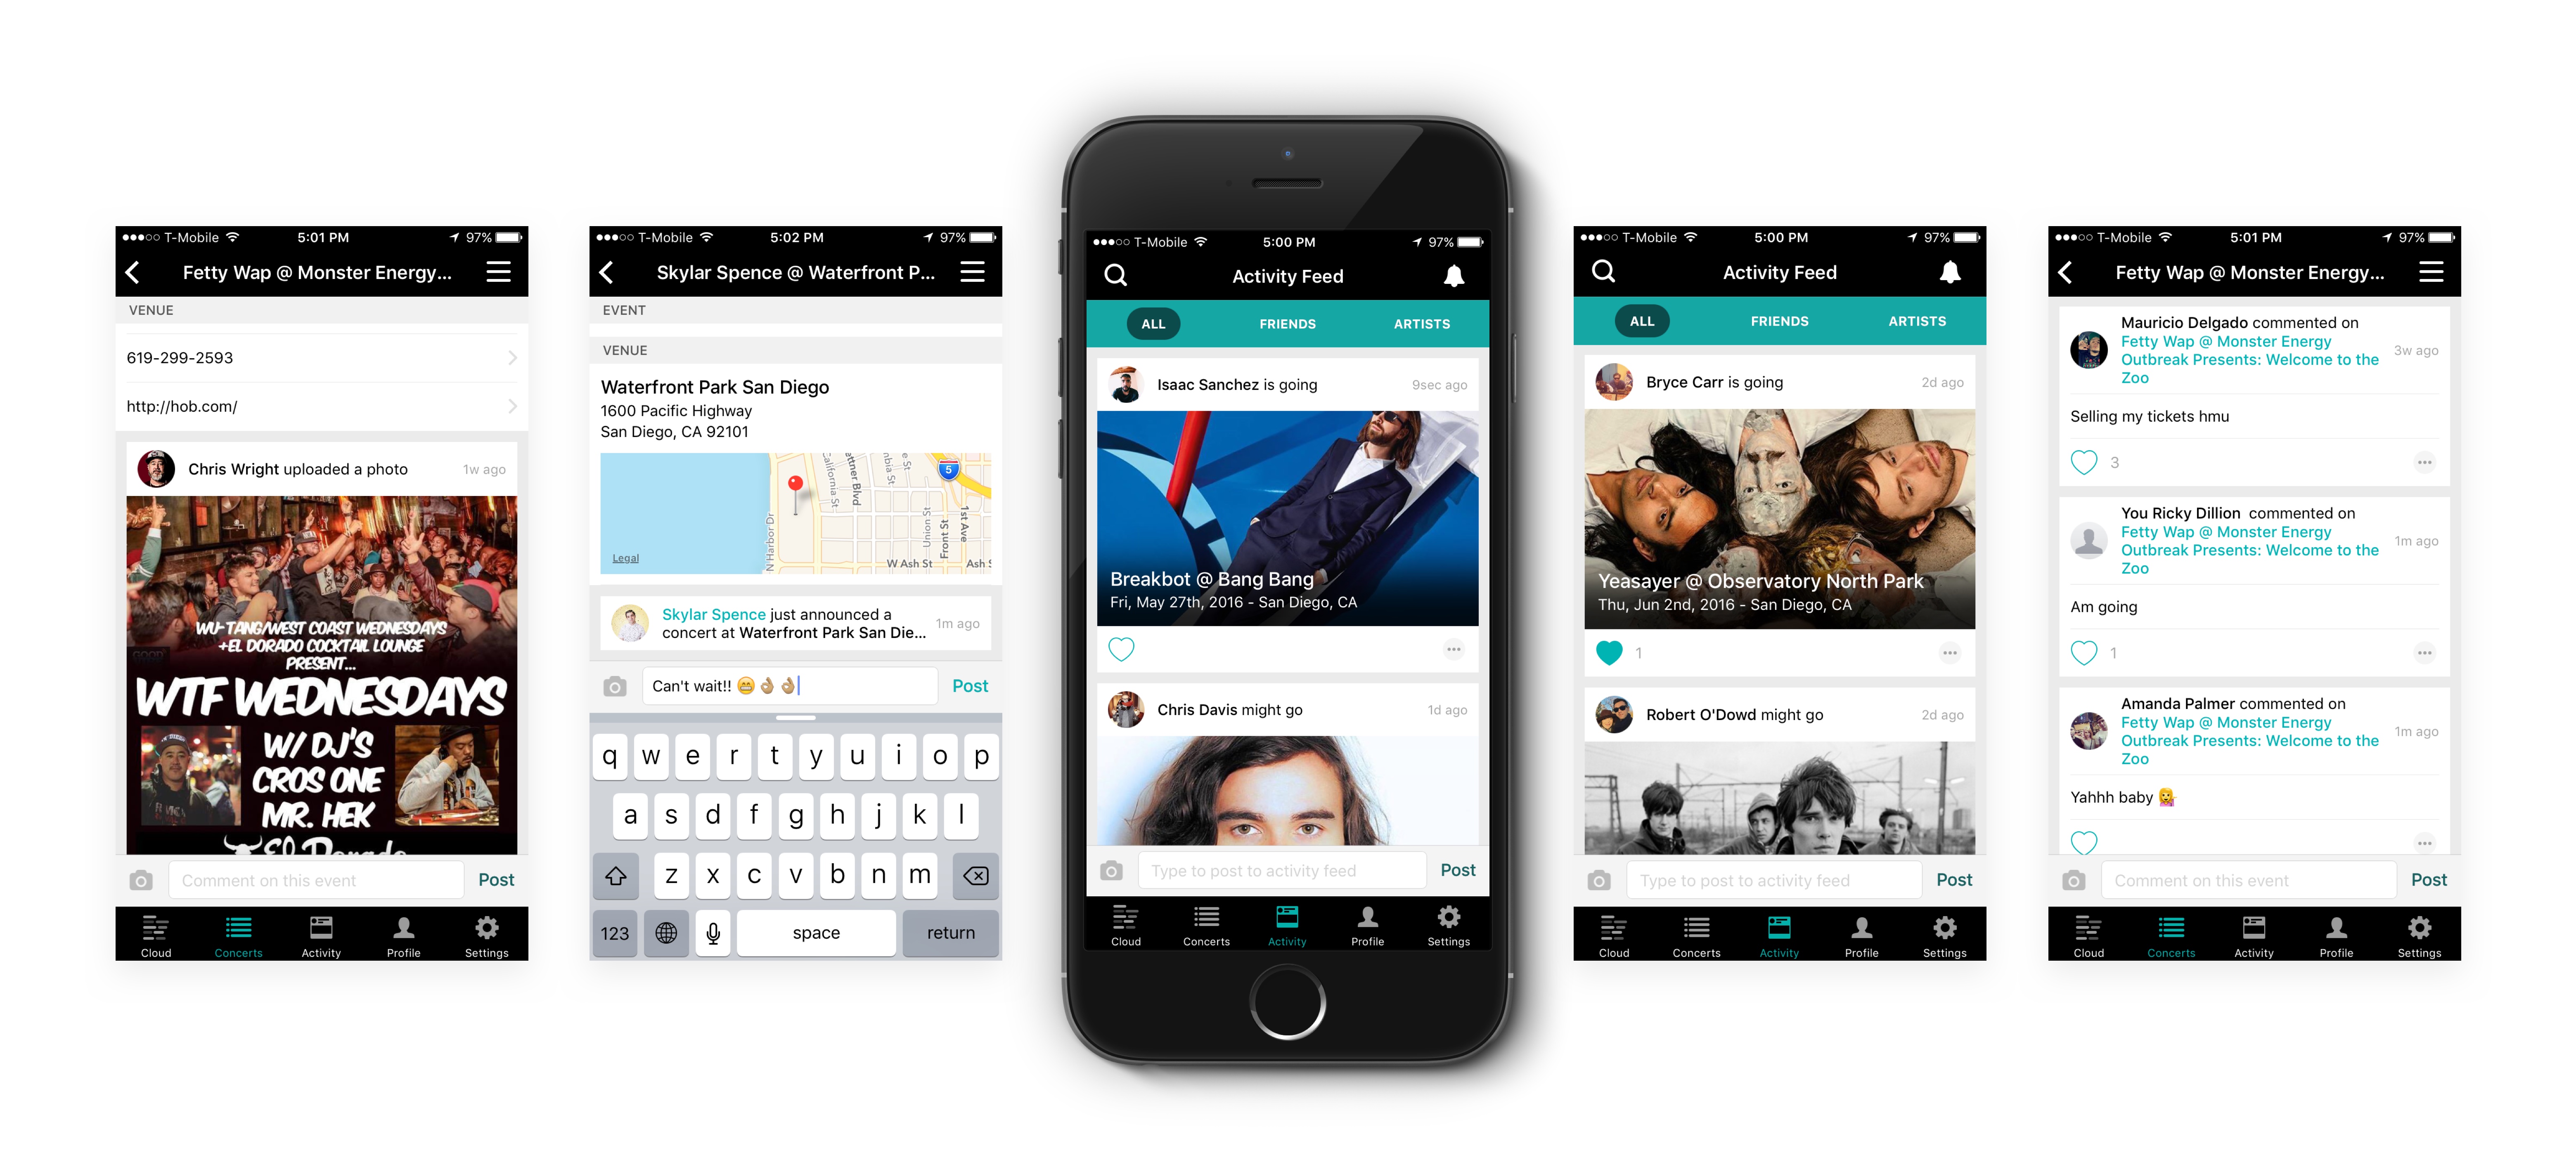 T-Mobile 5:01 PM 97%
Fetty Wap @ Monster Energy...
VENUE
619-299-2593
http://hob.com/
Chris Wright uploaded a photo 1w ago
WU-TANG/WEST COAST WEDNESDAYS
+EL DORADO COCKTAIL LOUNGE
PRESENT...
WTF WEDNESDAYS
W/ DJ'S
CROS ONE
MR. HEK
El Dorado
Comment on this event Post
Cloud Concerts Activity Profile Settings
T-Mobile 5:02 PM 97%
Skylar Spence @ Waterfront P...
EVENT
VENUE
Waterfront Park San Diego
1600 Pacific Highway
San Diego, CA 92101
5
California St
N Harbor Dr
Union St
Front St
1st Ave
W Ash St
Ash S
Legal
Skylar Spence just announced a
concert at Waterfront Park San Die... 1m ago
Can't wait!! 😁👌🏽👌🏽 Post
q w e r t y u i o p
a s d f g h j k l
z x c v b n m
123 space return
T-Mobile 5:00 PM 97%
Activity Feed
ALL FRIENDS ARTISTS
Isaac Sanchez is going 9sec ago
Breakbot @ Bang Bang
Fri, May 27th, 2016 - San Diego, CA
Chris Davis might go 1d ago
Type to post to activity feed Post
Cloud Concerts Activity Profile Settings
T-Mobile 5:00 PM 97%
Activity Feed
ALL FRIENDS ARTISTS
Bryce Carr is going 2d ago
Yeasayer @ Observatory North Park
Thu, Jun 2nd, 2016 - San Diego, CA
1
Robert O'Dowd might go 2d ago
Type to post to activity feed Post
Cloud Concerts Activity Profile Settings
T-Mobile 5:01 PM 97%
Fetty Wap @ Monster Energy...
Mauricio Delgado commented on
Fetty Wap @ Monster Energy
Outbreak Presents: Welcome to the
Zoo
3w ago
Selling my tickets hmu
3
You Ricky Dillion commented on
Fetty Wap @ Monster Energy
Outbreak Presents: Welcome to the
Zoo
1m ago
Am going
1
Amanda Palmer commented on
Fetty Wap @ Monster Energy
Outbreak Presents: Welcome to the
Zoo
1m ago
Yahhh baby 💁
Comment on this event Post
Cloud Concerts Activity Profile Settings